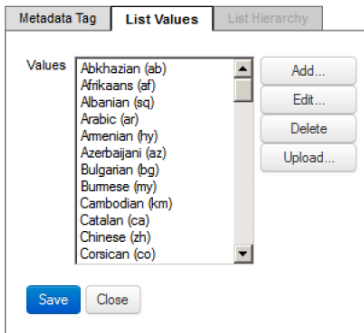 Metadata Tag
List Values
List Hierarchy
Values
Abkhazian (ab)
Afrikaans (af)
Albanian (sq)
Arabic (ar)
Armenian (hy)
Azerbaijani (az)
Bulgarian (bg)
Burmese (my)
Cambodian (km)
Catalan (ca)
Chinese (zh)
Corsican (co)
Add...
Edit...
Delete
Upload...
Save
Close